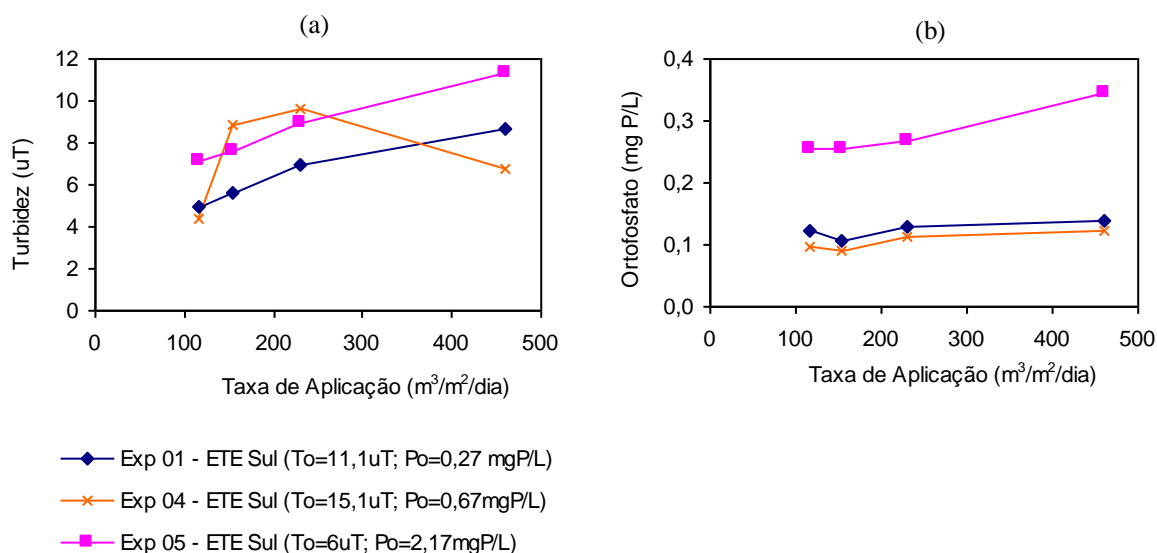 (a)
12
10
8
6
4
2
0
Turbidez (uT)
0 100 200 300 400 500
Taxa de Aplicação (m³/m²/dia)
(b)
0,4
0,3
0,2
0,1
0,0
Ortofosfato (mg P/L)
0 100 200 300 400 500
Taxa de Aplicação (m³/m²/dia)
Exp 01 - ETE Sul (To=11,1uT; Po=0,27 mgP/L)
Exp 04 - ETE Sul (To=15,1uT; Po=0,67mgP/L)
Exp 05 - ETE Sul (To=6uT; Po=2,17mgP/L)